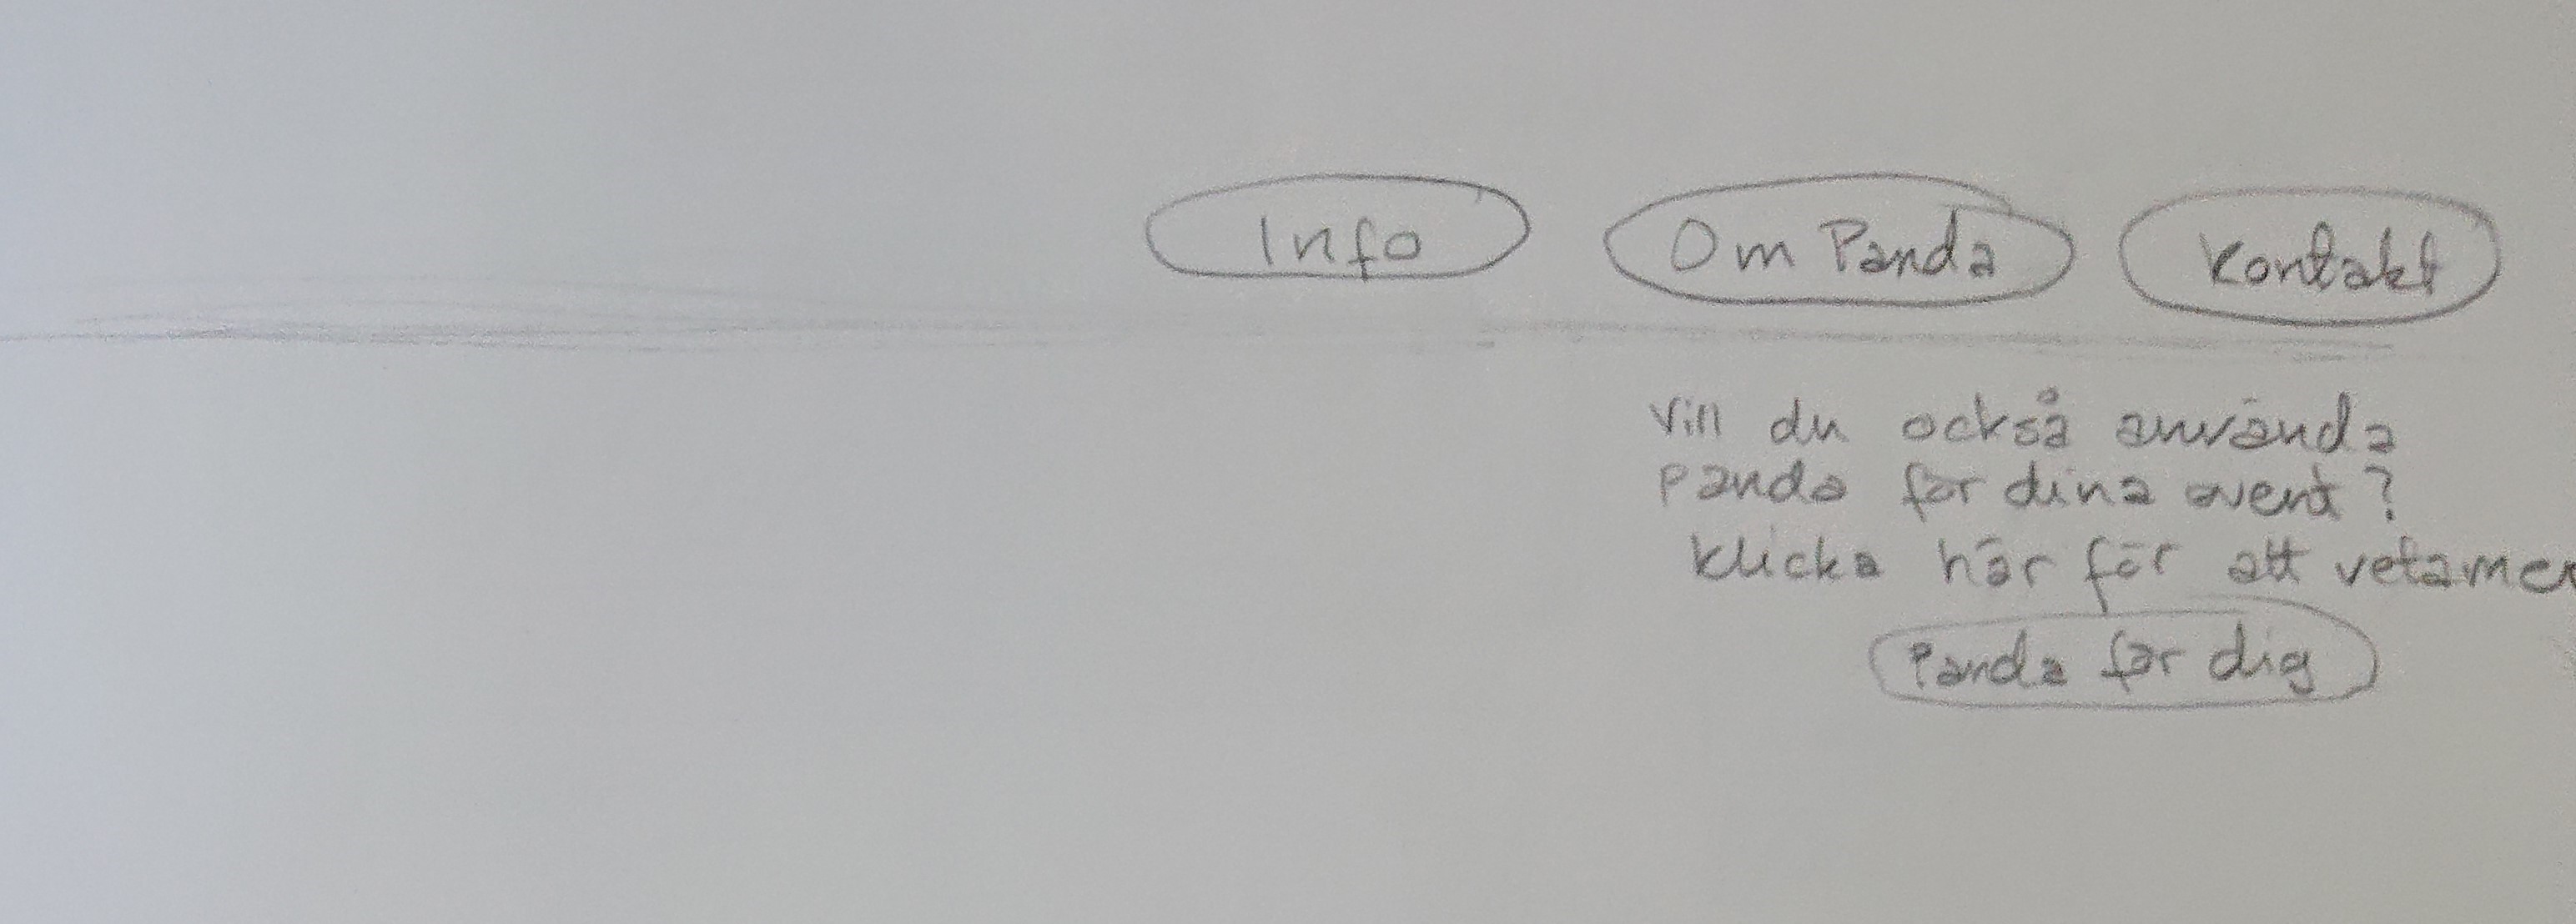 Info
Om Panda
Kontakt
Vill du också använda
Panda för dina event?
Klicka här för att veta mer
Panda för dig